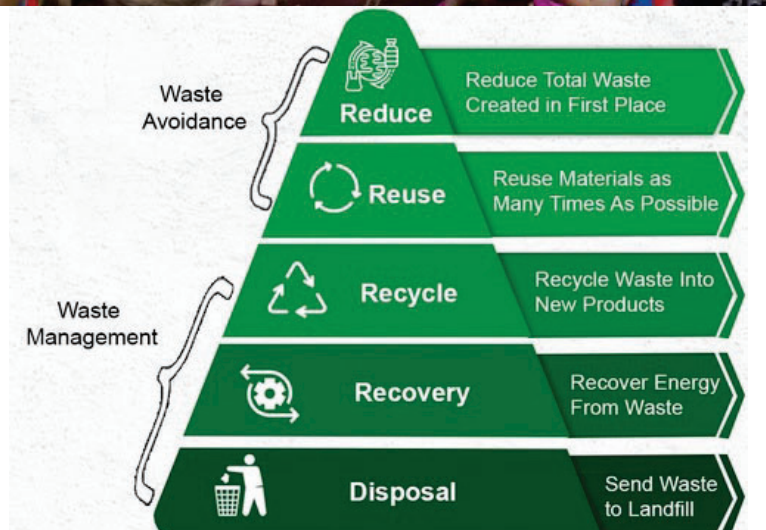 Waste
Avoidance
Reduce
Reduce Total Waste
Created in First Place
Reuse
Reuse Materials as
Many Times As Possible
Waste
Management
Recycle
Recycle Waste Into
New Products
Recovery
Recover Energy
From Waste
Disposal
Send Waste
to Landfill